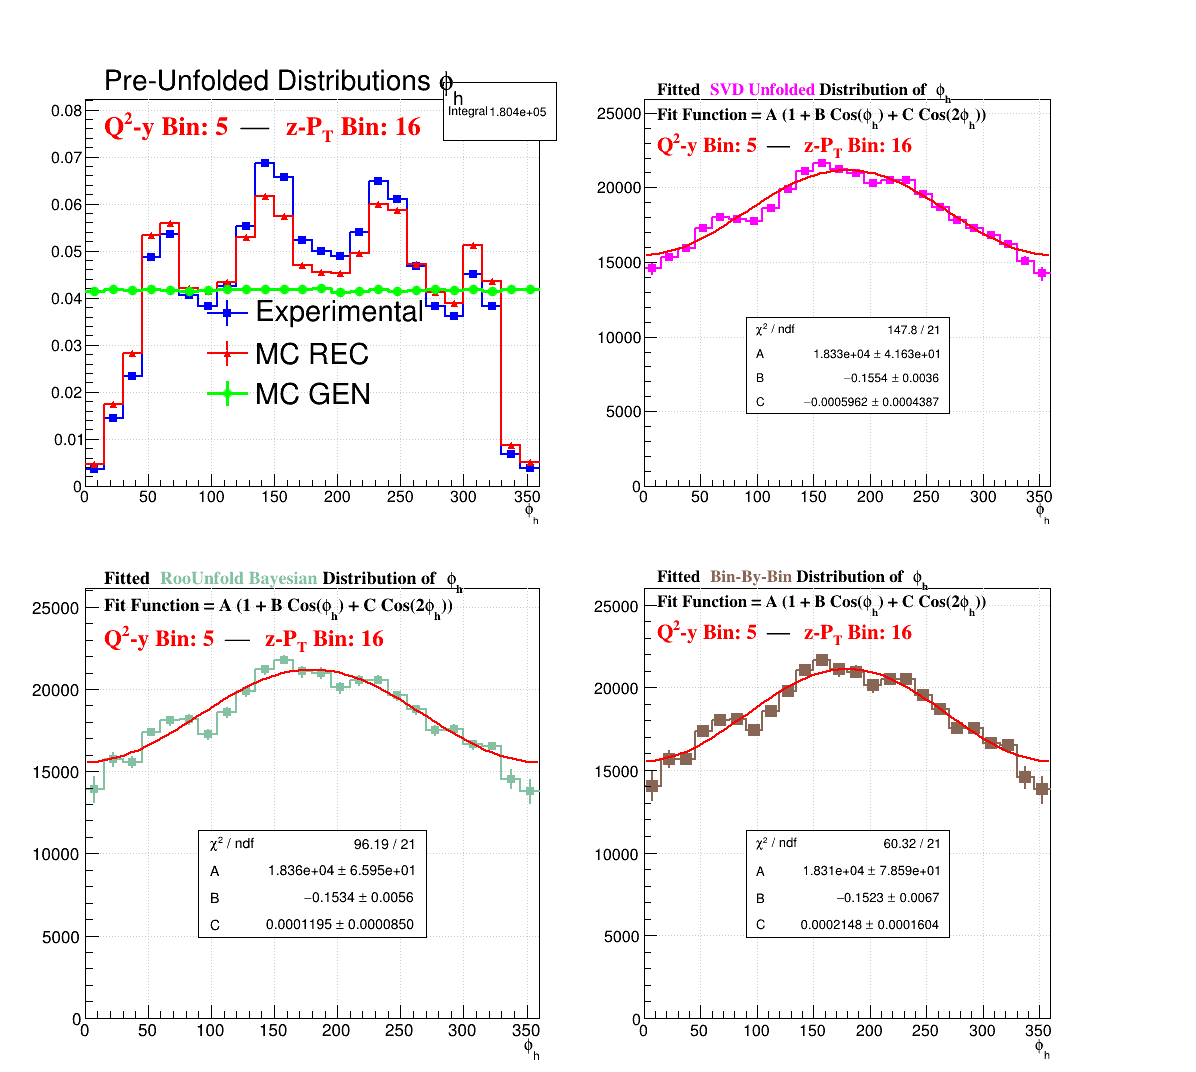 Pre-Unfolded Distributions ϕh
Integral 1.804e+05
Q²-y Bin: 5 — z-PT Bin: 16
0.08
0.07
0.06
0.05
0.04
0.03
0.02
0.01
0
Experimental
MC REC
MC GEN
0 50 100 150 200 250 300 350
ϕh
Fitted SVD Unfolded Distribution of ϕh
Fit Function = A (1 + B Cos(ϕh) + C Cos(2ϕh))
Q²-y Bin: 5 — z-PT Bin: 16
25000
20000
15000
10000
5000
0
χ² / ndf 147.8 / 21
A 1.833e+04 ± 4.163e+01
B −0.1554 ± 0.0036
C −0.0005962 ± 0.0004387
0 50 100 150 200 250 300 350
ϕh
Fitted RooUnfold Bayesian Distribution of ϕh
Fit Function = A (1 + B Cos(ϕh) + C Cos(2ϕh))
Q²-y Bin: 5 — z-PT Bin: 16
25000
20000
15000
10000
5000
0
χ² / ndf 96.19 / 21
A 1.836e+04 ± 6.595e+01
B −0.1534 ± 0.0056
C 0.0001195 ± 0.0000850
0 50 100 150 200 250 300 350
ϕh
Fitted Bin-By-Bin Distribution of ϕh
Fit Function = A (1 + B Cos(ϕh) + C Cos(2ϕh))
Q²-y Bin: 5 — z-PT Bin: 16
25000
20000
15000
10000
5000
0
χ² / ndf 60.32 / 21
A 1.831e+04 ± 7.859e+01
B −0.1523 ± 0.0067
C 0.0002148 ± 0.0001604
0 50 100 150 200 250 300 350
ϕh